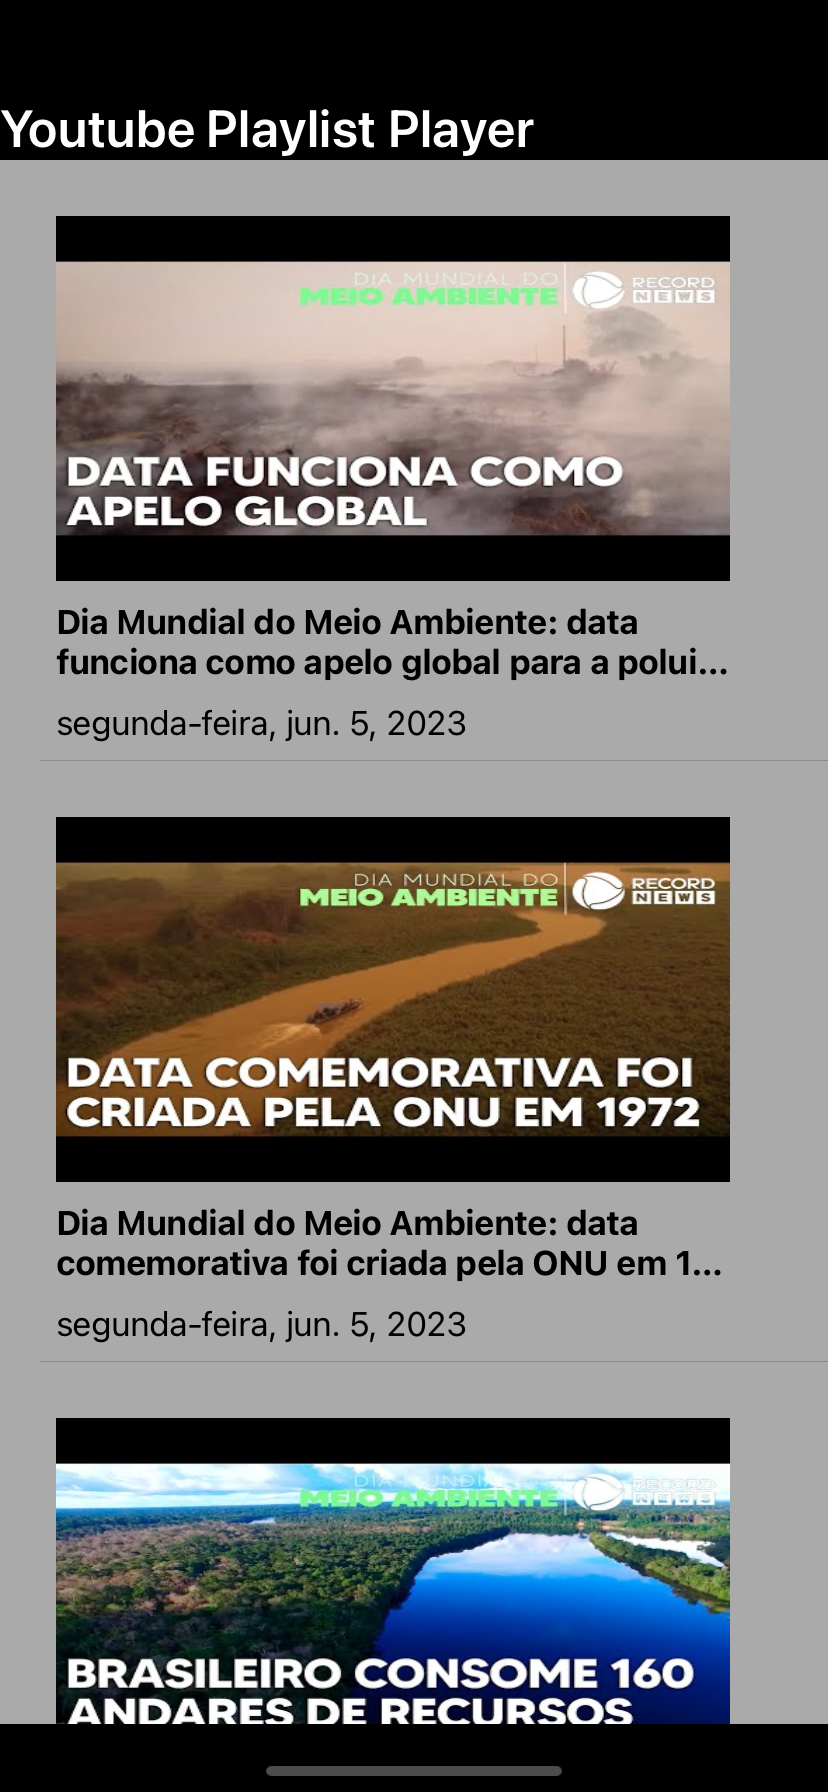 Youtube Playlist Player
DIA MUNDIAL DO
MEIO AMBIENTE
RECORD
NEWS
DATA FUNCIONA COMO
APELO GLOBAL
Dia Mundial do Meio Ambiente: data
funciona como apelo global para a polui...
segunda-feira, jun. 5, 2023
DIA MUNDIAL DO
MEIO AMBIENTE
RECORD
NEWS
DATA COMEMORATIVA FOI
CRIADA PELA ONU EM 1972
Dia Mundial do Meio Ambiente: data
comemorativa foi criada pela ONU em 1...
segunda-feira, jun. 5, 2023
DIA MUNDIAL DO
MEIO AMBIENTE
RECORD
NEWS
BRASILEIRO CONSOME 160
ANDARES DE RECURSOS